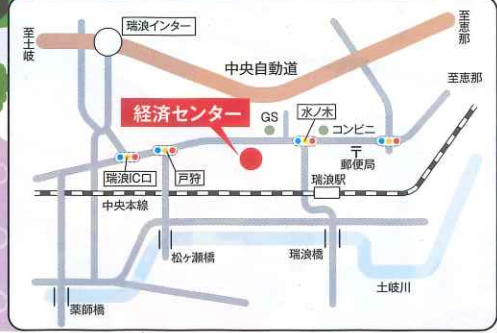 至土岐
瑞浪インター
至恵那
中央自動道
至恵那
経済センター
GS
水ノ木
コンビニ
〒
郵便局
瑞浪IC口
戸狩
瑞浪駅
中央本線
松ヶ瀬橋
瑞浪橋
土岐川
薬師橋